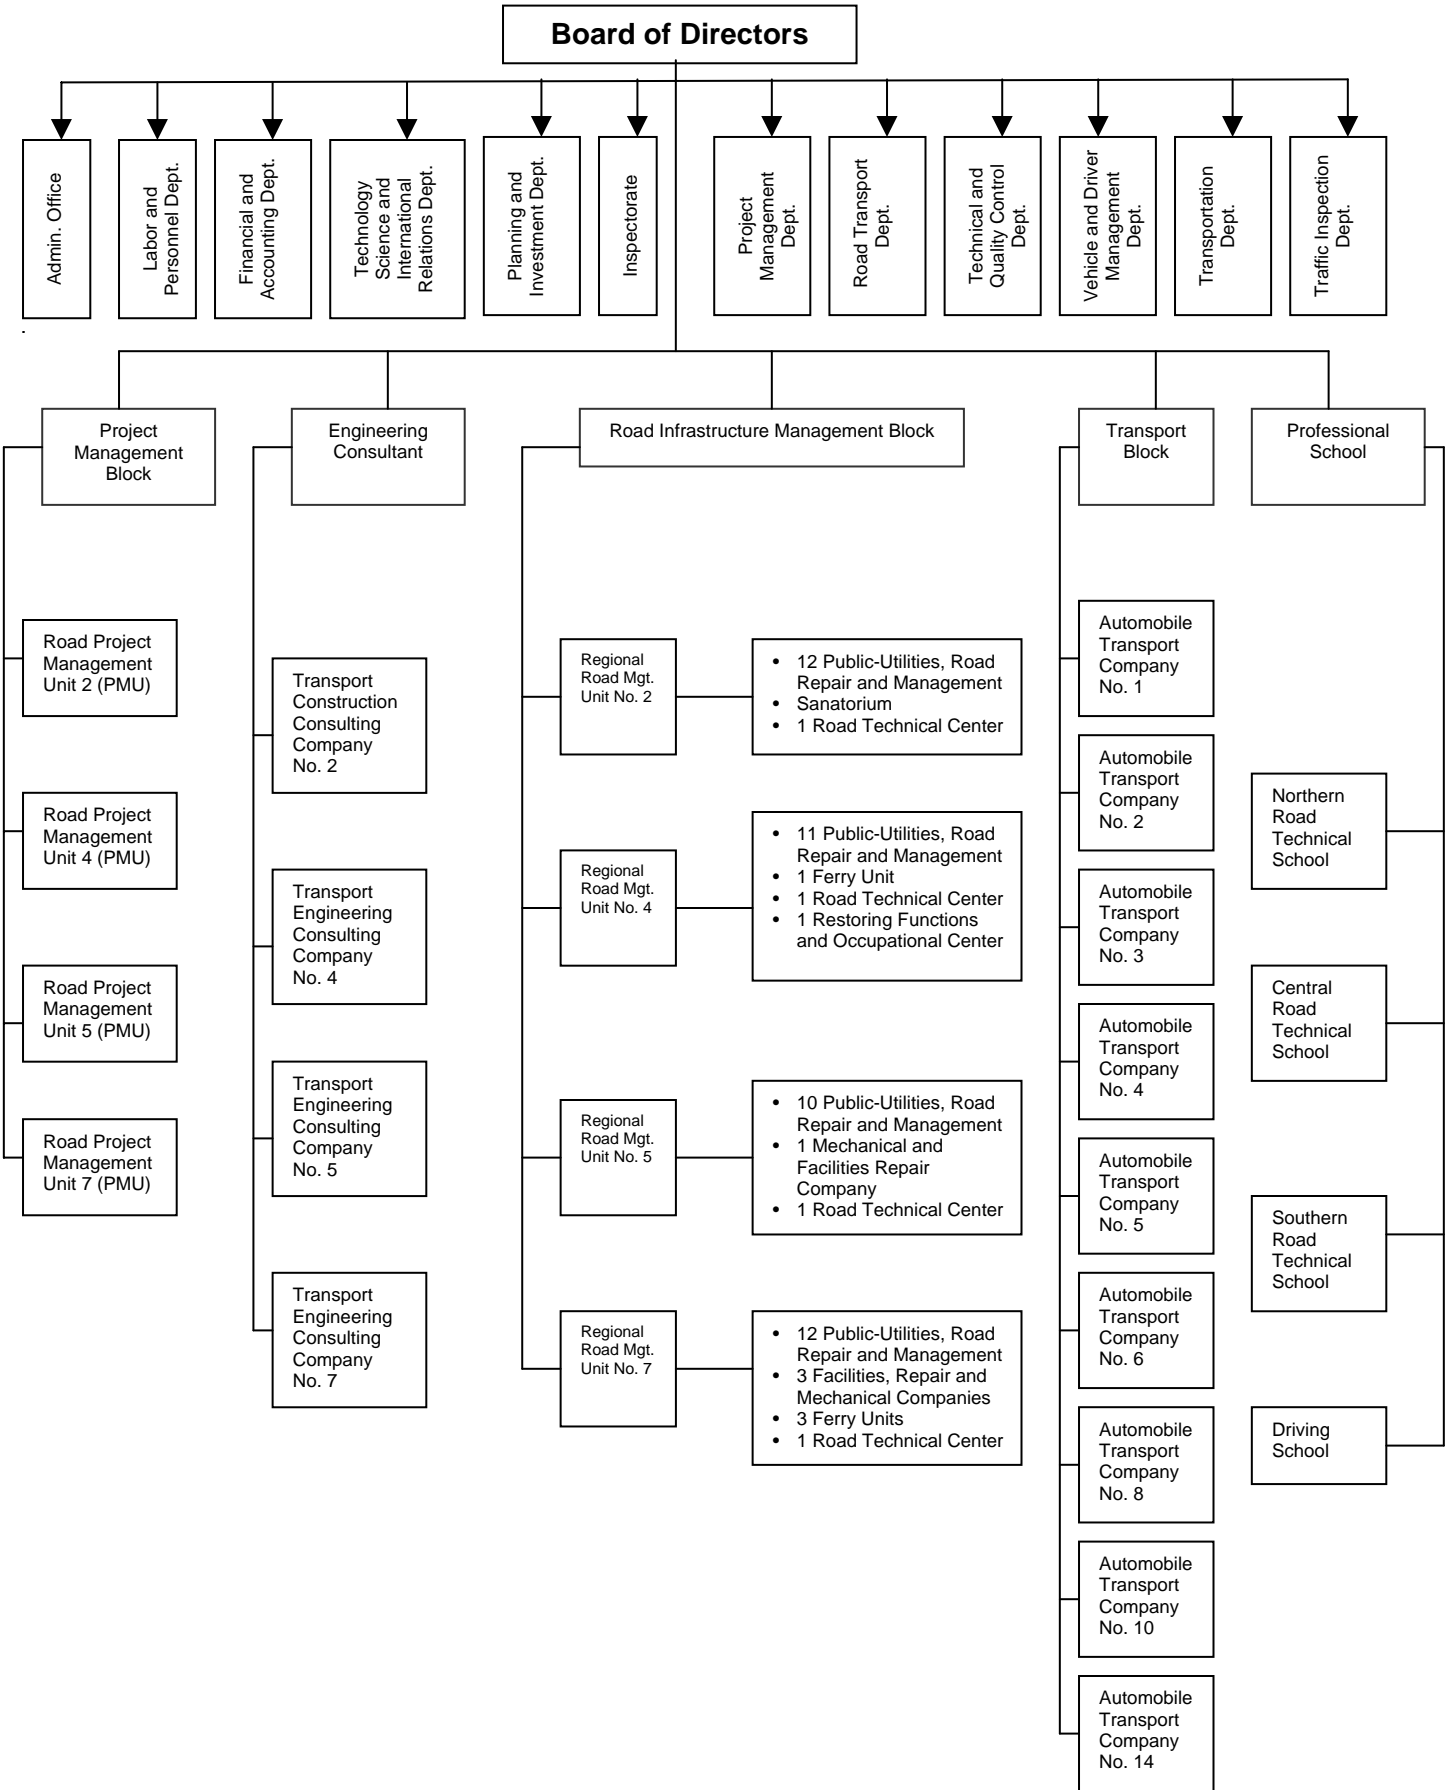 Board of Directors
Admin. Office
Labor and
Personnel Dept.
Financial and
Accounting Dept.
Technology
Science and
International
Relations Dept.
Planning and
Investment Dept.
Inspectorate
Project
Management
Dept.
Road Transport
Dept.
Technical and
Quality Control
Dept.
Vehicle and Driver
Management
Dept.
Transportation
Dept.
Traffic Inspection
Dept.
.
Project
Management
Block
Engineering
Consultant
Road Infrastructure Management Block
Transport
Block
Professional
School
Road Project
Management
Unit 2 (PMU)
Road Project
Management
Unit 4 (PMU)
Road Project
Management
Unit 5 (PMU)
Road Project
Management
Unit 7 (PMU)
Transport
Construction
Consulting
Company
No. 2
Transport
Engineering
Consulting
Company
No. 4
Transport
Engineering
Consulting
Company
No. 5
Transport
Engineering
Consulting
Company
No. 7
Regional
Road Mgt.
Unit No. 2
• 12 Public-Utilities, Road
Repair and Management
• Sanatorium
• 1 Road Technical Center
Regional
Road Mgt.
Unit No. 4
• 11 Public-Utilities, Road
Repair and Management
• 1 Ferry Unit
• 1 Road Technical Center
• 1 Restoring Functions
and Occupational Center
Regional
Road Mgt.
Unit No. 5
• 10 Public-Utilities, Road
Repair and Management
• 1 Mechanical and
Facilities Repair
Company
• 1 Road Technical Center
Regional
Road Mgt.
Unit No. 7
• 12 Public-Utilities, Road
Repair and Management
• 3 Facilities, Repair and
Mechanical Companies
• 3 Ferry Units
• 1 Road Technical Center
Automobile
Transport
Company
No. 1
Automobile
Transport
Company
No. 2
Automobile
Transport
Company
No. 3
Automobile
Transport
Company
No. 4
Automobile
Transport
Company
No. 5
Automobile
Transport
Company
No. 6
Automobile
Transport
Company
No. 8
Automobile
Transport
Company
No. 10
Automobile
Transport
Company
No. 14
Northern
Road
Technical
School
Central
Road
Technical
School
Southern
Road
Technical
School
Driving
School